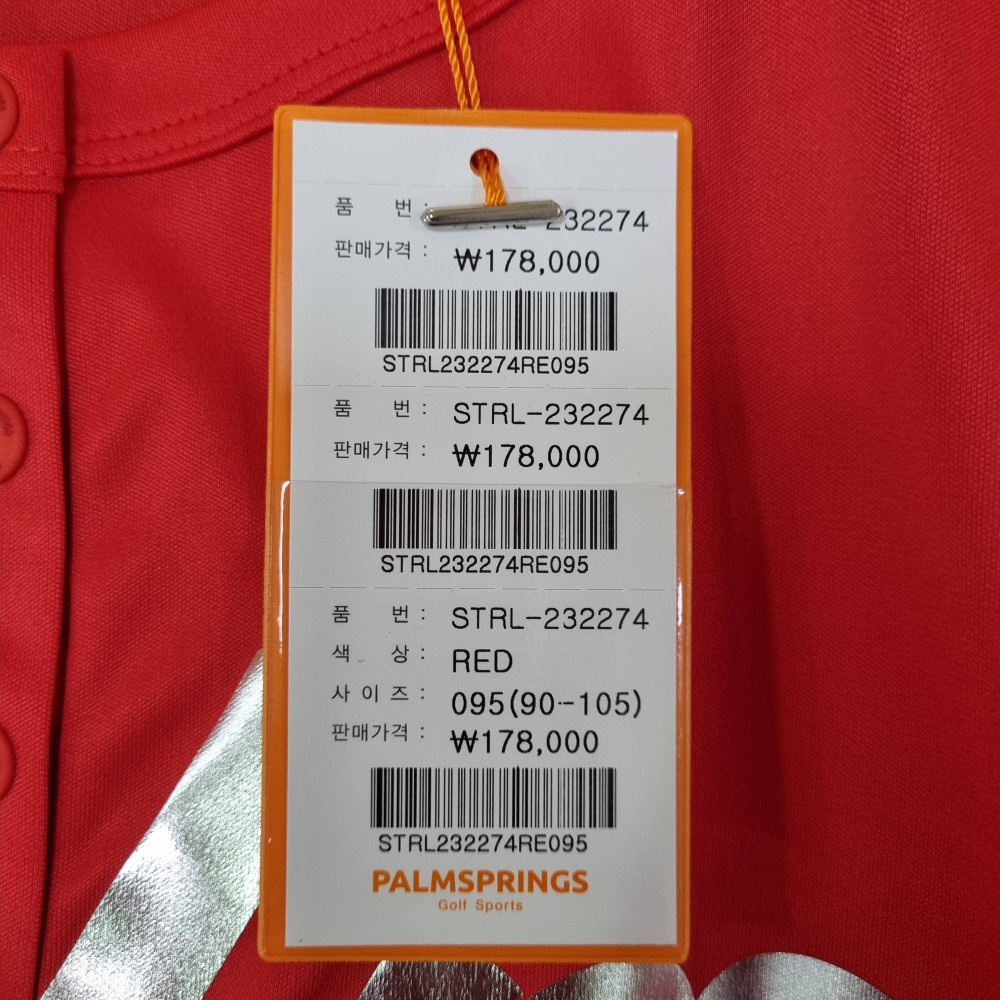 품 번 : 232274
판매가격 : ₩178,000
STRL232274RE095
품 번 : STRL-232274
판매가격 : ₩178,000
STRL232274RE095
품 번 : STRL-232274
색 상 : RED
사 이 즈 : 095(90--105)
판매가격 : ₩178,000
STRL232274RE095
PALMSPRINGS
Golf Sports